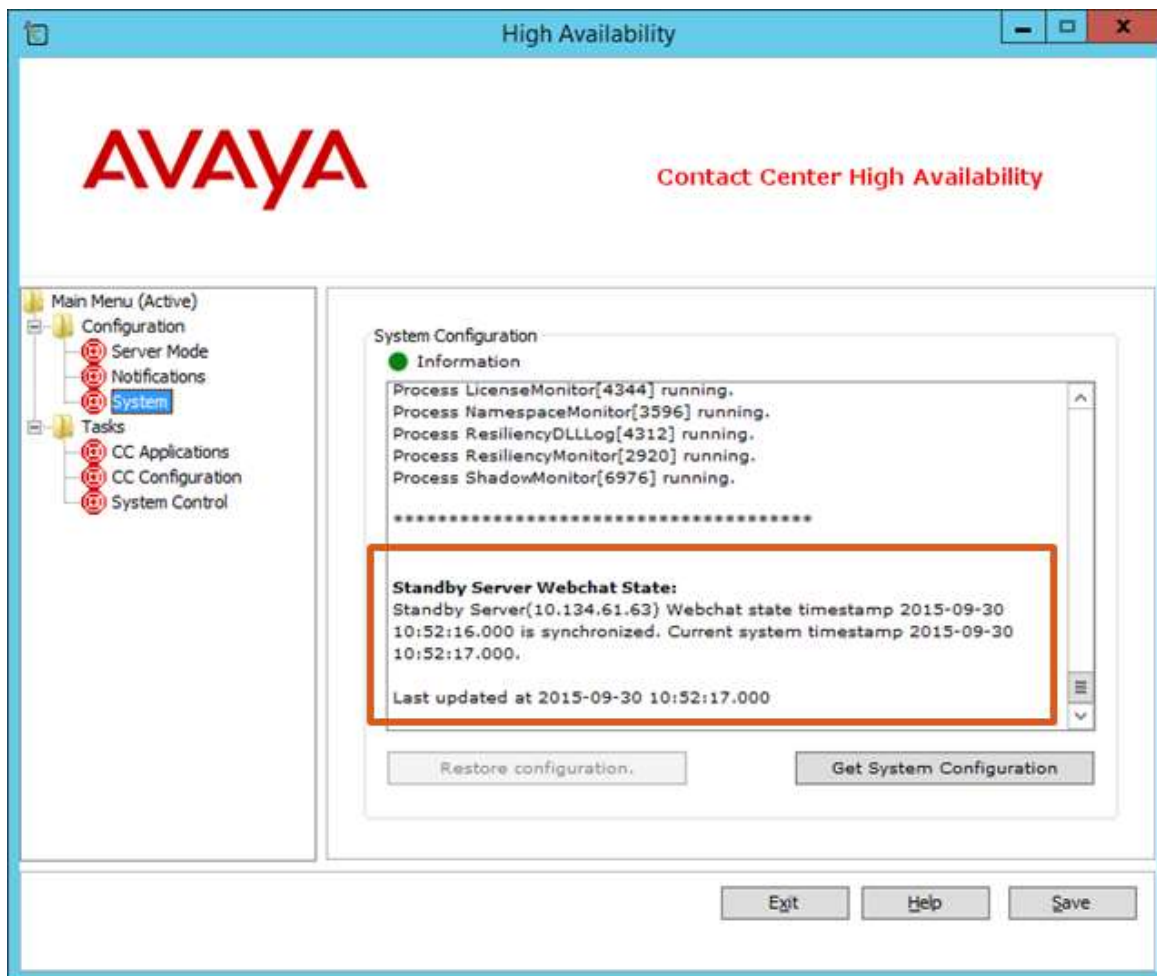 High Availability
AVAYA
Contact Center High Availability
Main Menu (Active)
Configuration
Server Mode
Notifications
System
Tasks
CC Applications
CC Configuration
System Control
System Configuration
Information
Process LicenseMonitor[4344] running.
Process NamespaceMonitor[3596] running.
Process ResiliencyDLLLog[4312] running.
Process ResiliencyMonitor[2920] running.
Process ShadowMonitor[6976] running.
**************************************
Standby Server Webchat State:
Standby Server(10.134.61.63) Webchat state timestamp 2015-09-30
10:52:16.000 is synchronized. Current system timestamp 2015-09-30
10:52:17.000.
Last updated at 2015-09-30 10:52:17.000
Restore configuration.
Get System Configuration
Exit
Help
Save